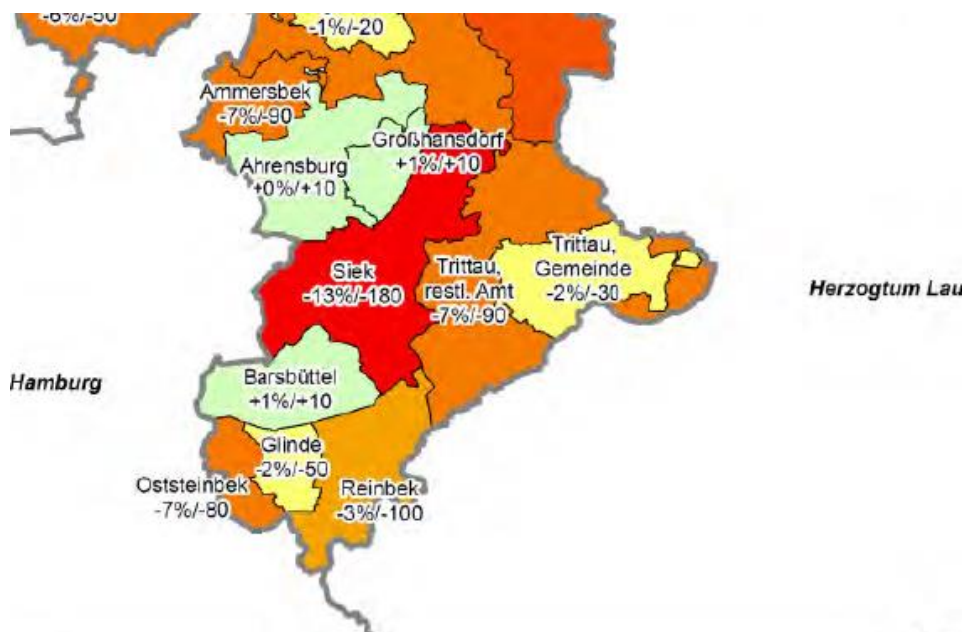 -6%/-50
-1%/-20
Ammersbek
-7%/-90
Großhansdorf
+1%/+10
Ahrensburg
+0%/+10
Siek
-13%/-180
Trittau,
restl. Amt
-7%/-90
Trittau,
Gemeinde
-2%/-30
Herzogtum Lau
Hamburg
Barsbüttel
+1%/+10
Glinde
-2%/-50
Oststeinbek
-7%/-80
Reinbek
-3%/-100